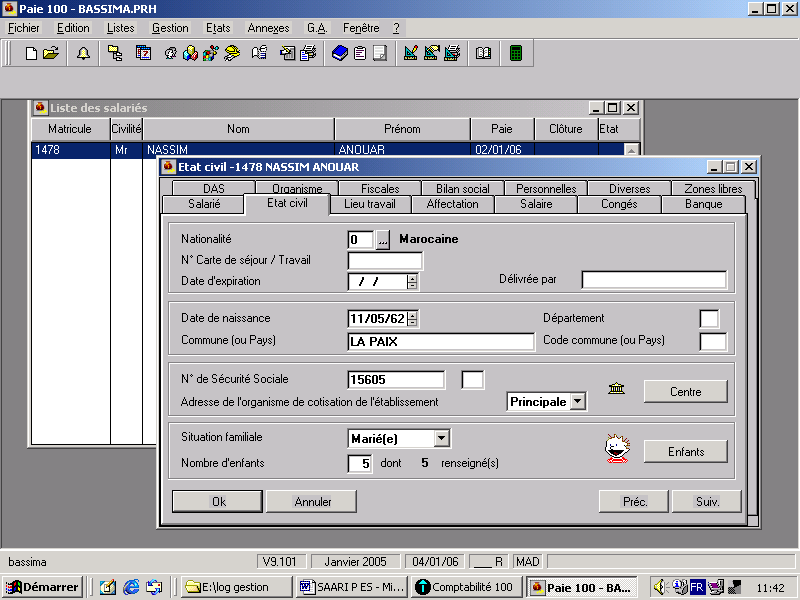 Paie 100 - BASSIMA.PRH
Fichier Edition Listes Gestion Etats Annexes G.A. Fenêtre ?
Liste des salariés
Matricule Civilité Nom Prénom Paie Clôture Etat
1478 Mr NASSIM ANOUAR 02/01/06
Etat civil -1478 NASSIM ANOUAR
DAS Organisme Fiscales Bilan social Personnelles Diverses Zones libres
Salarié Etat civil Lieu travail Affectation Salaire Congés Banque
Nationalité 0 ... Marocaine
N° Carte de séjour / Travail
Date d'expiration / / Délivrée par
Date de naissance 11/05/62 Département
Commune (ou Pays) LA PAIX Code commune (ou Pays)
N° de Sécurité Sociale 15605
Adresse de l'organisme de cotisation de l'établissement Principale Centre
Situation familiale Marié(e)
Nombre d'enfants 5 dont 5 renseigné(s) Enfants
Ok Annuler Préc. Suiv.
bassima V9.101 Janvier 2005 04/01/06 ___ R MAD
Démarrer E:\log gestion SAARI P ES - Mi... Comptabilité 100 Paie 100 - BA... FR 11:42